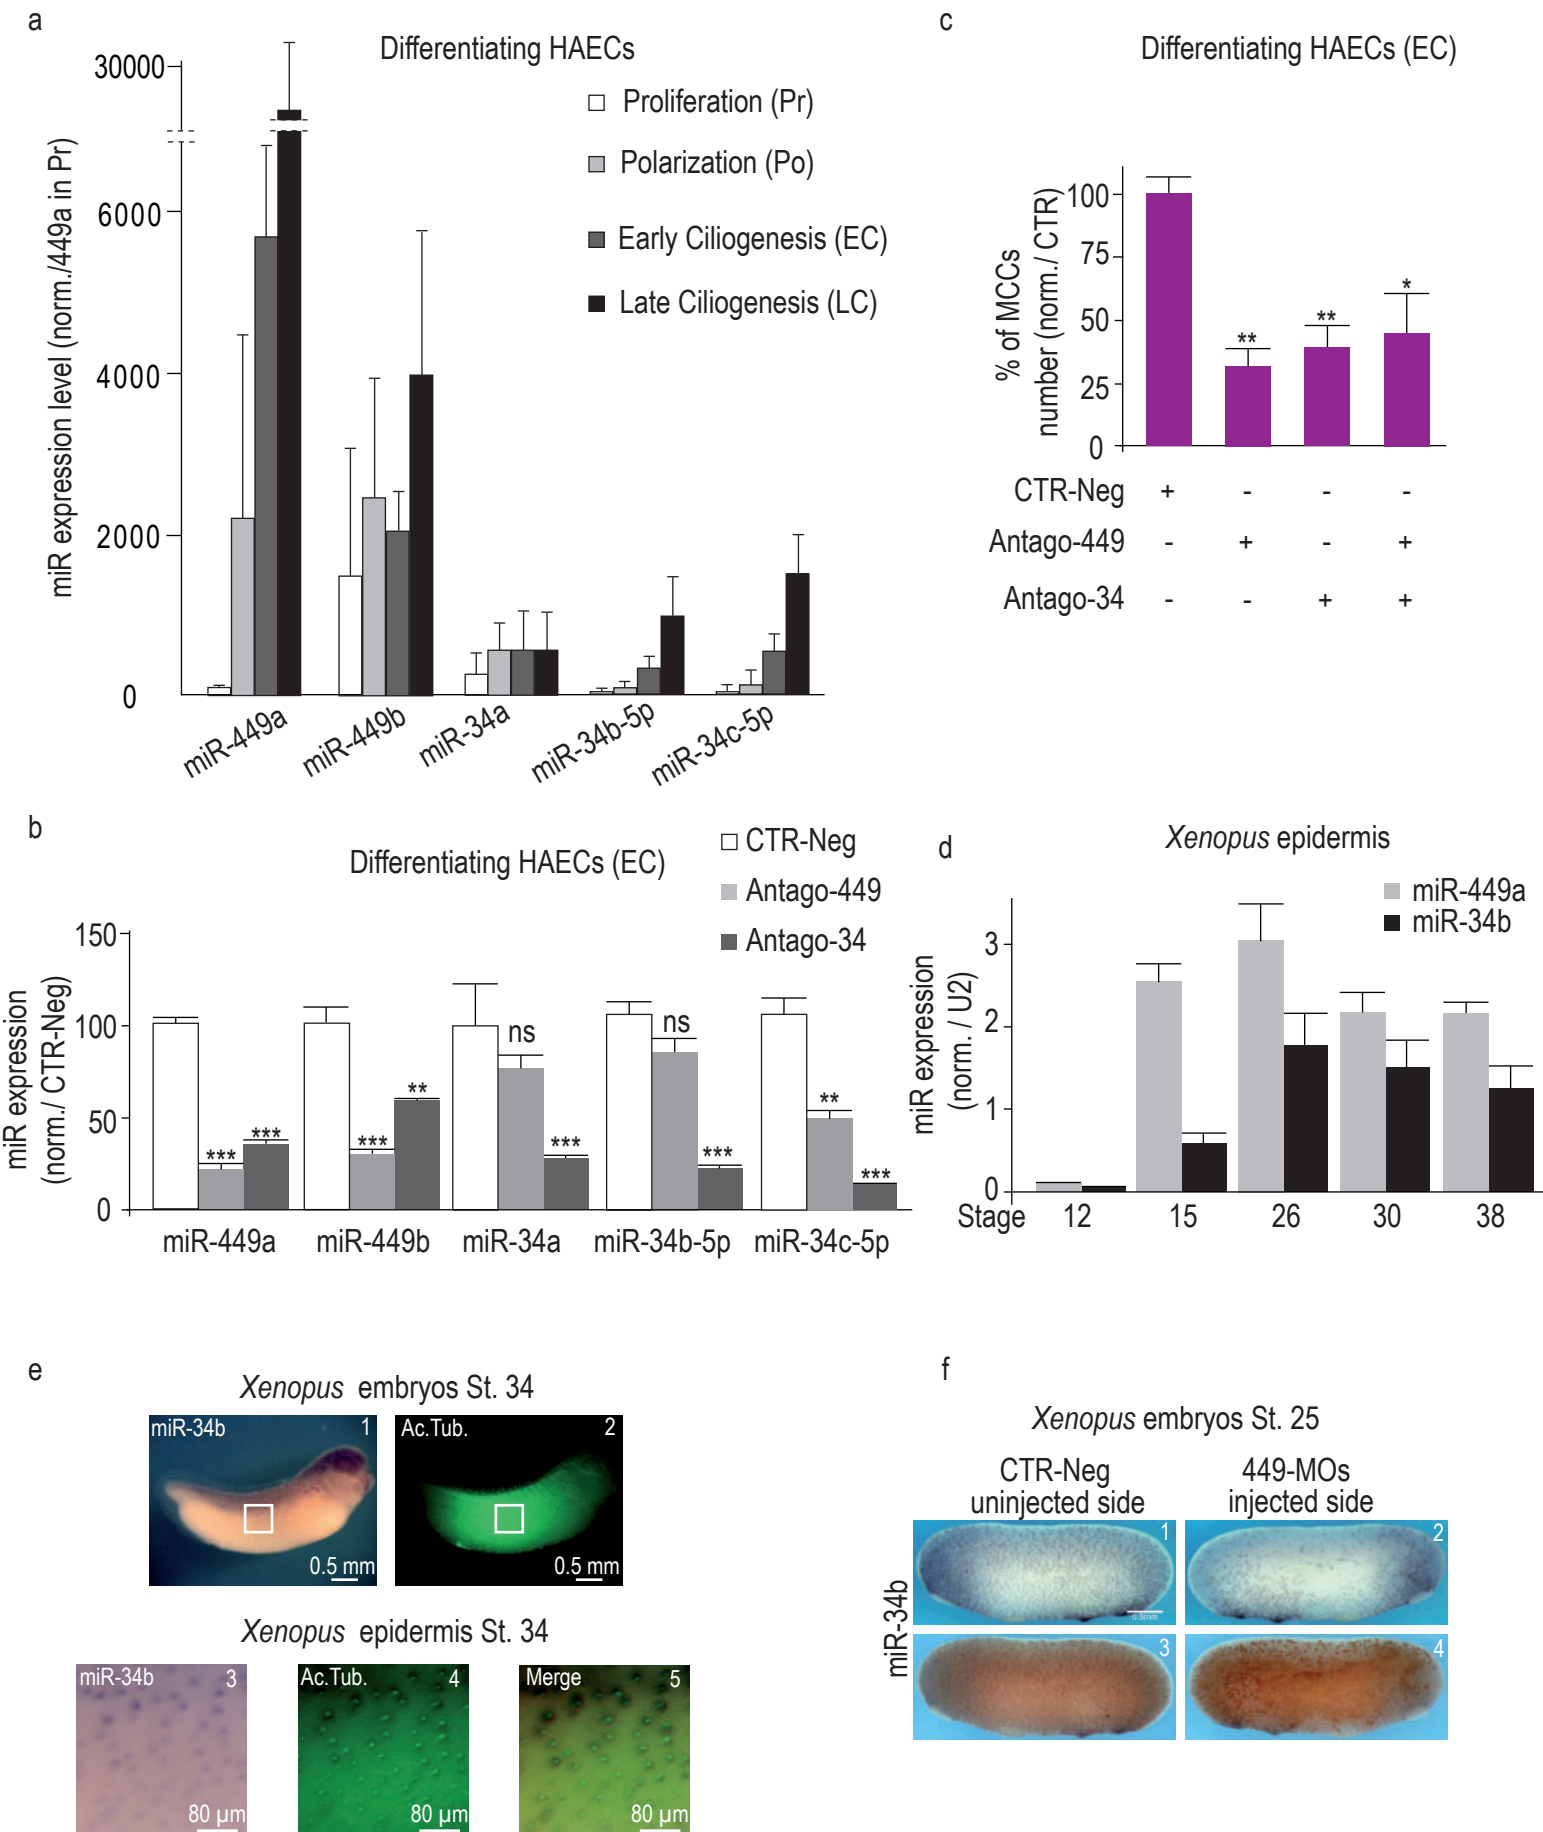 a
Differentiating HAECs
miR expression level (norm./449a in Pr)
30000
6000
4000
2000
0
Proliferation (Pr)
Polarization (Po)
Early Ciliogenesis (EC)
Late Ciliogenesis (LC)
miR-449a
miR-449b
miR-34a
miR-34b-5p
miR-34c-5p
c
Differentiating HAECs (EC)
% of MCCs
number (norm./ CTR)
100
75
50
25
0
** ** *
CTR-Neg + - - -
Antago-449 - + - +
Antago-34 - - + +
b
Differentiating HAECs (EC)
CTR-Neg
Antago-449
Antago-34
miR expression
(norm./ CTR-Neg)
150
100
50
0
*** *** *** ** ns *** ns *** ** ***
miR-449a miR-449b miR-34a miR-34b-5p miR-34c-5p
d
Xenopus epidermis
miR-449a
miR-34b
miR expression
(norm. / U2)
3
2
1
0
Stage 12 15 26 30 38
e
Xenopus embryos St. 34
miR-34b 1
0.5 mm
Ac.Tub. 2
0.5 mm
Xenopus epidermis St. 34
miR-34b 3
80 µm
Ac.Tub. 4
80 µm
Merge 5
80 µm
f
Xenopus embryos St. 25
CTR-Neg
uninjected side
449-MOs
injected side
miR-34b
1
0.5mm
2
3
4